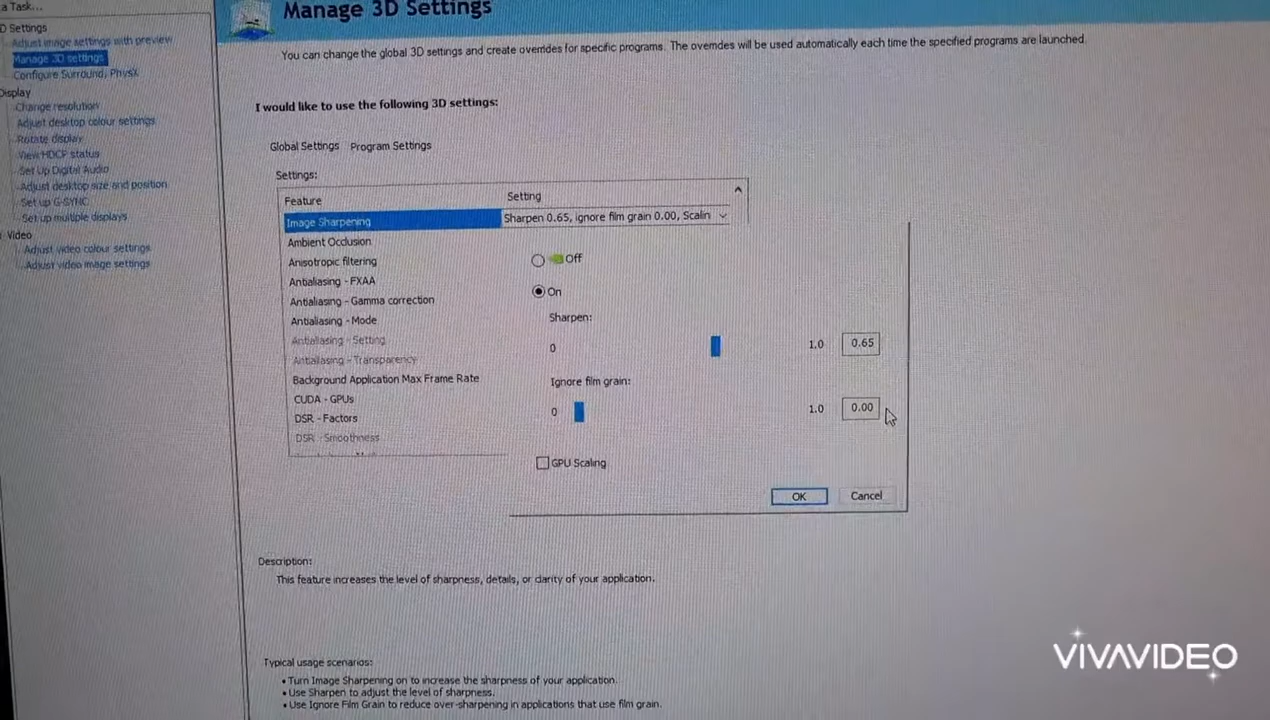 a Task...
Manage 3D Settings
D Settings
Adjust image settings with preview
Manage 3D settings
Configure Surround, PhysX
Display
Change resolution
Adjust desktop colour settings
Rotate display
View HDCP status
Set Up Digital Audio
Adjust desktop size and position
Set up G-SYNC
Set up multiple displays
Video
Adjust video colour settings
Adjust video image settings
You can change the global 3D settings and create overrides for specific programs. The overrides will be used automatically each time the specified programs are launched.
I would like to use the following 3D settings:
Global Settings Program Settings
Settings:
Feature Setting
Image Sharpening Sharpen 0.65, ignore film grain 0.00, Scalin
Ambient Occlusion
Anisotropic filtering
Antialiasing - FXAA
Antialiasing - Gamma correction
Antialiasing - Mode
Antialiasing - Setting
Antialiasing - Transparency
Background Application Max Frame Rate
CUDA - GPUs
DSR - Factors
DSR - Smoothness
Off
On
Sharpen:
0 1.0 0.65
Ignore film grain:
0 1.0 0.00
GPU Scaling
OK Cancel
Description:
This feature increases the level of sharpness, details, or clarity of your application.
Typical usage scenarios:
• Turn Image Sharpening on to increase the sharpness of your application.
• Use Sharpen to adjust the level of sharpness.
• Use Ignore Film Grain to reduce over-sharpening in applications that use film grain.
VIVAVIDEO